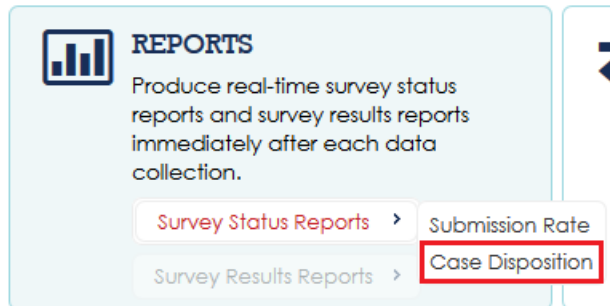 REPORTS
Produce real-time survey status
reports and survey results reports
immediately after each data
collection.
Survey Status Reports
Submission Rate
Case Disposition
Survey Results Reports